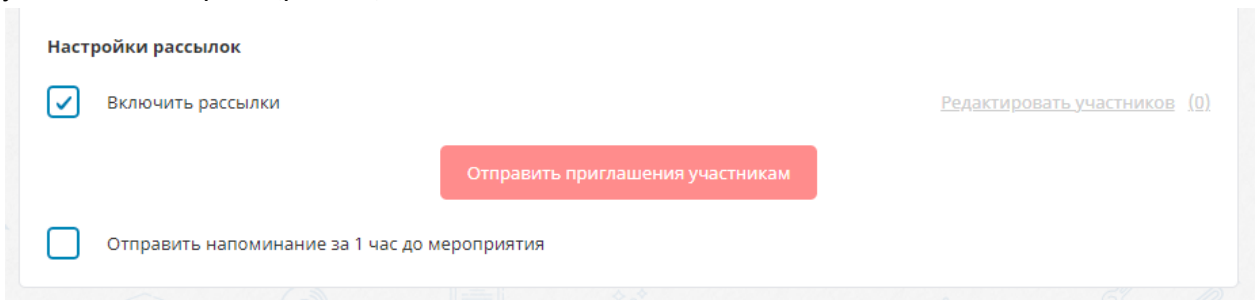 Настройки рассылок
Включить рассылки
Редактировать участников (0)
Отправить приглашения участникам
Отправить напоминание за 1 час до мероприятия